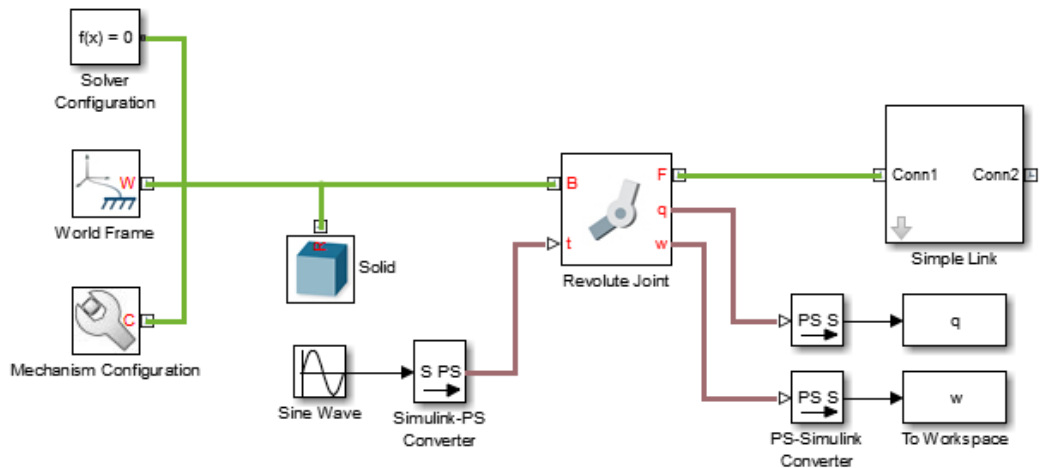 f(x) = 0
Solver
Configuration
W
World Frame
C
Mechanism Configuration
R
Solid
Sine Wave
S PS
Simulink-PS
Converter
B
F
q
t
w
Revolute Joint
Conn1
Conn2
Simple Link
PS S
q
PS S
w
PS-Simulink
Converter
To Workspace